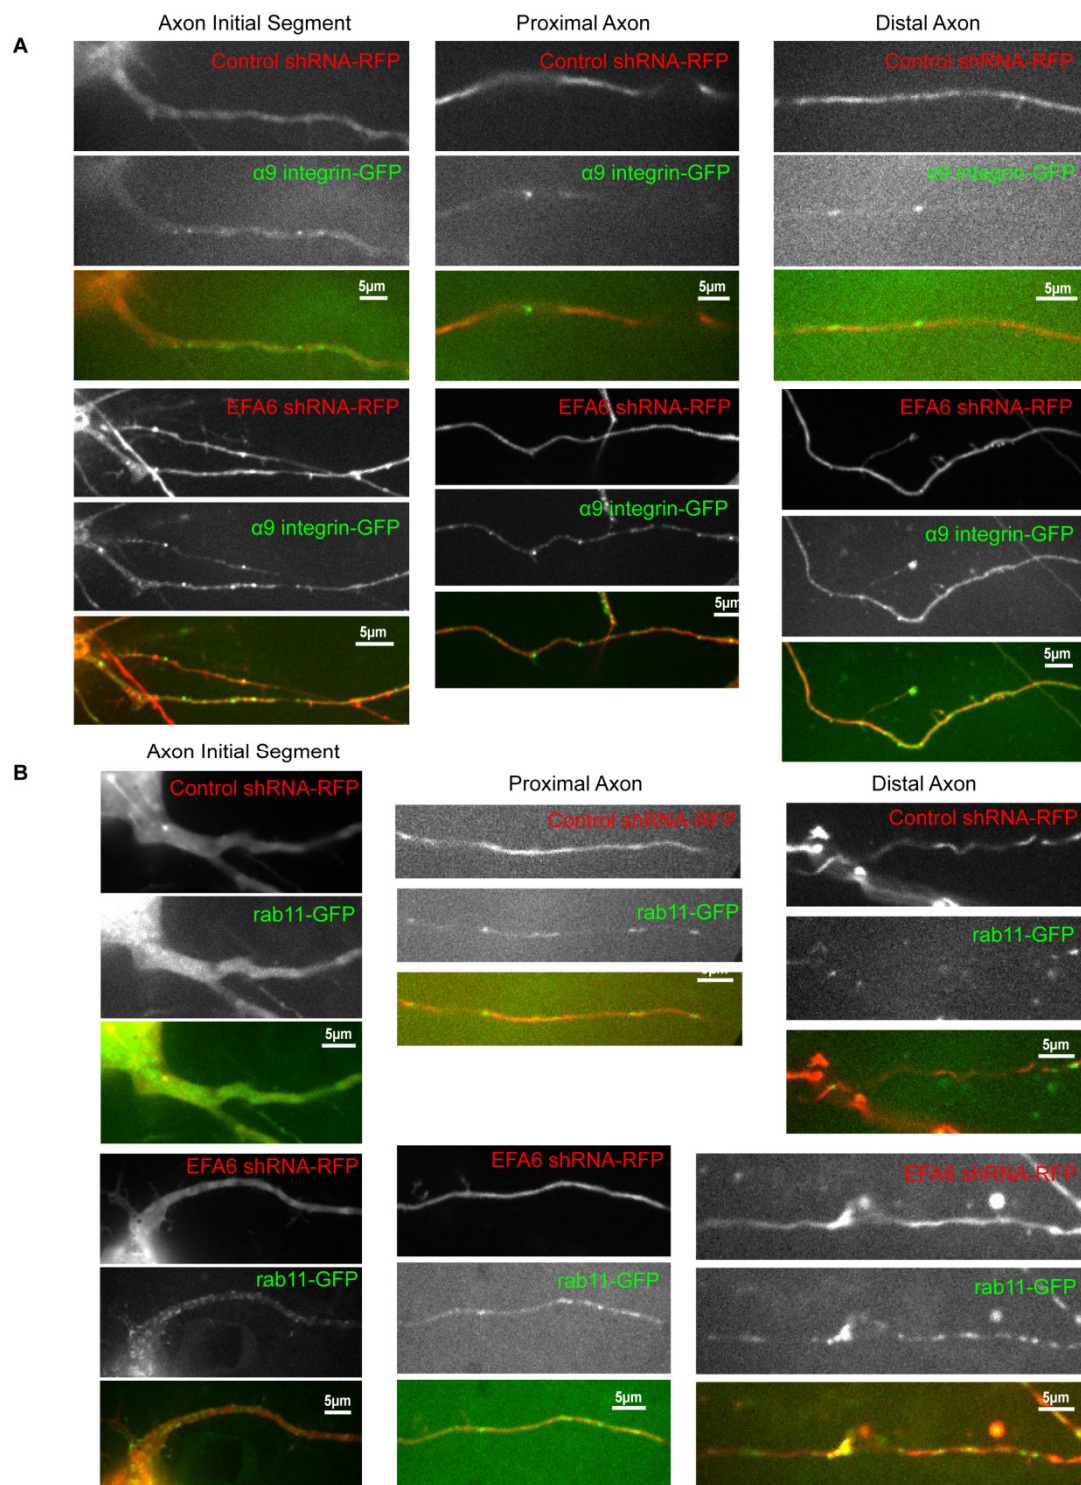 Axon Initial Segment
Proximal Axon
Distal Axon
A
Control shRNA-RFP
Control shRNA-RFP
Control shRNA-RFP
α9 integrin-GFP
α9 integrin-GFP
α9 integrin-GFP
5µm
5µm
5µm
EFA6 shRNA-RFP
EFA6 shRNA-RFP
EFA6 shRNA-RFP
α9 integrin-GFP
α9 integrin-GFP
α9 integrin-GFP
5µm
5µm
5µm
Axon Initial Segment
B
Proximal Axon
Distal Axon
Control shRNA-RFP
Control shRNA-RFP
Control shRNA-RFP
rab11-GFP
rab11-GFP
rab11-GFP
5µm
5µm
5µm
EFA6 shRNA-RFP
EFA6 shRNA-RFP
EFA6 shRNA-RFP
rab11-GFP
rab11-GFP
rab11-GFP
5µm
5µm
5µm